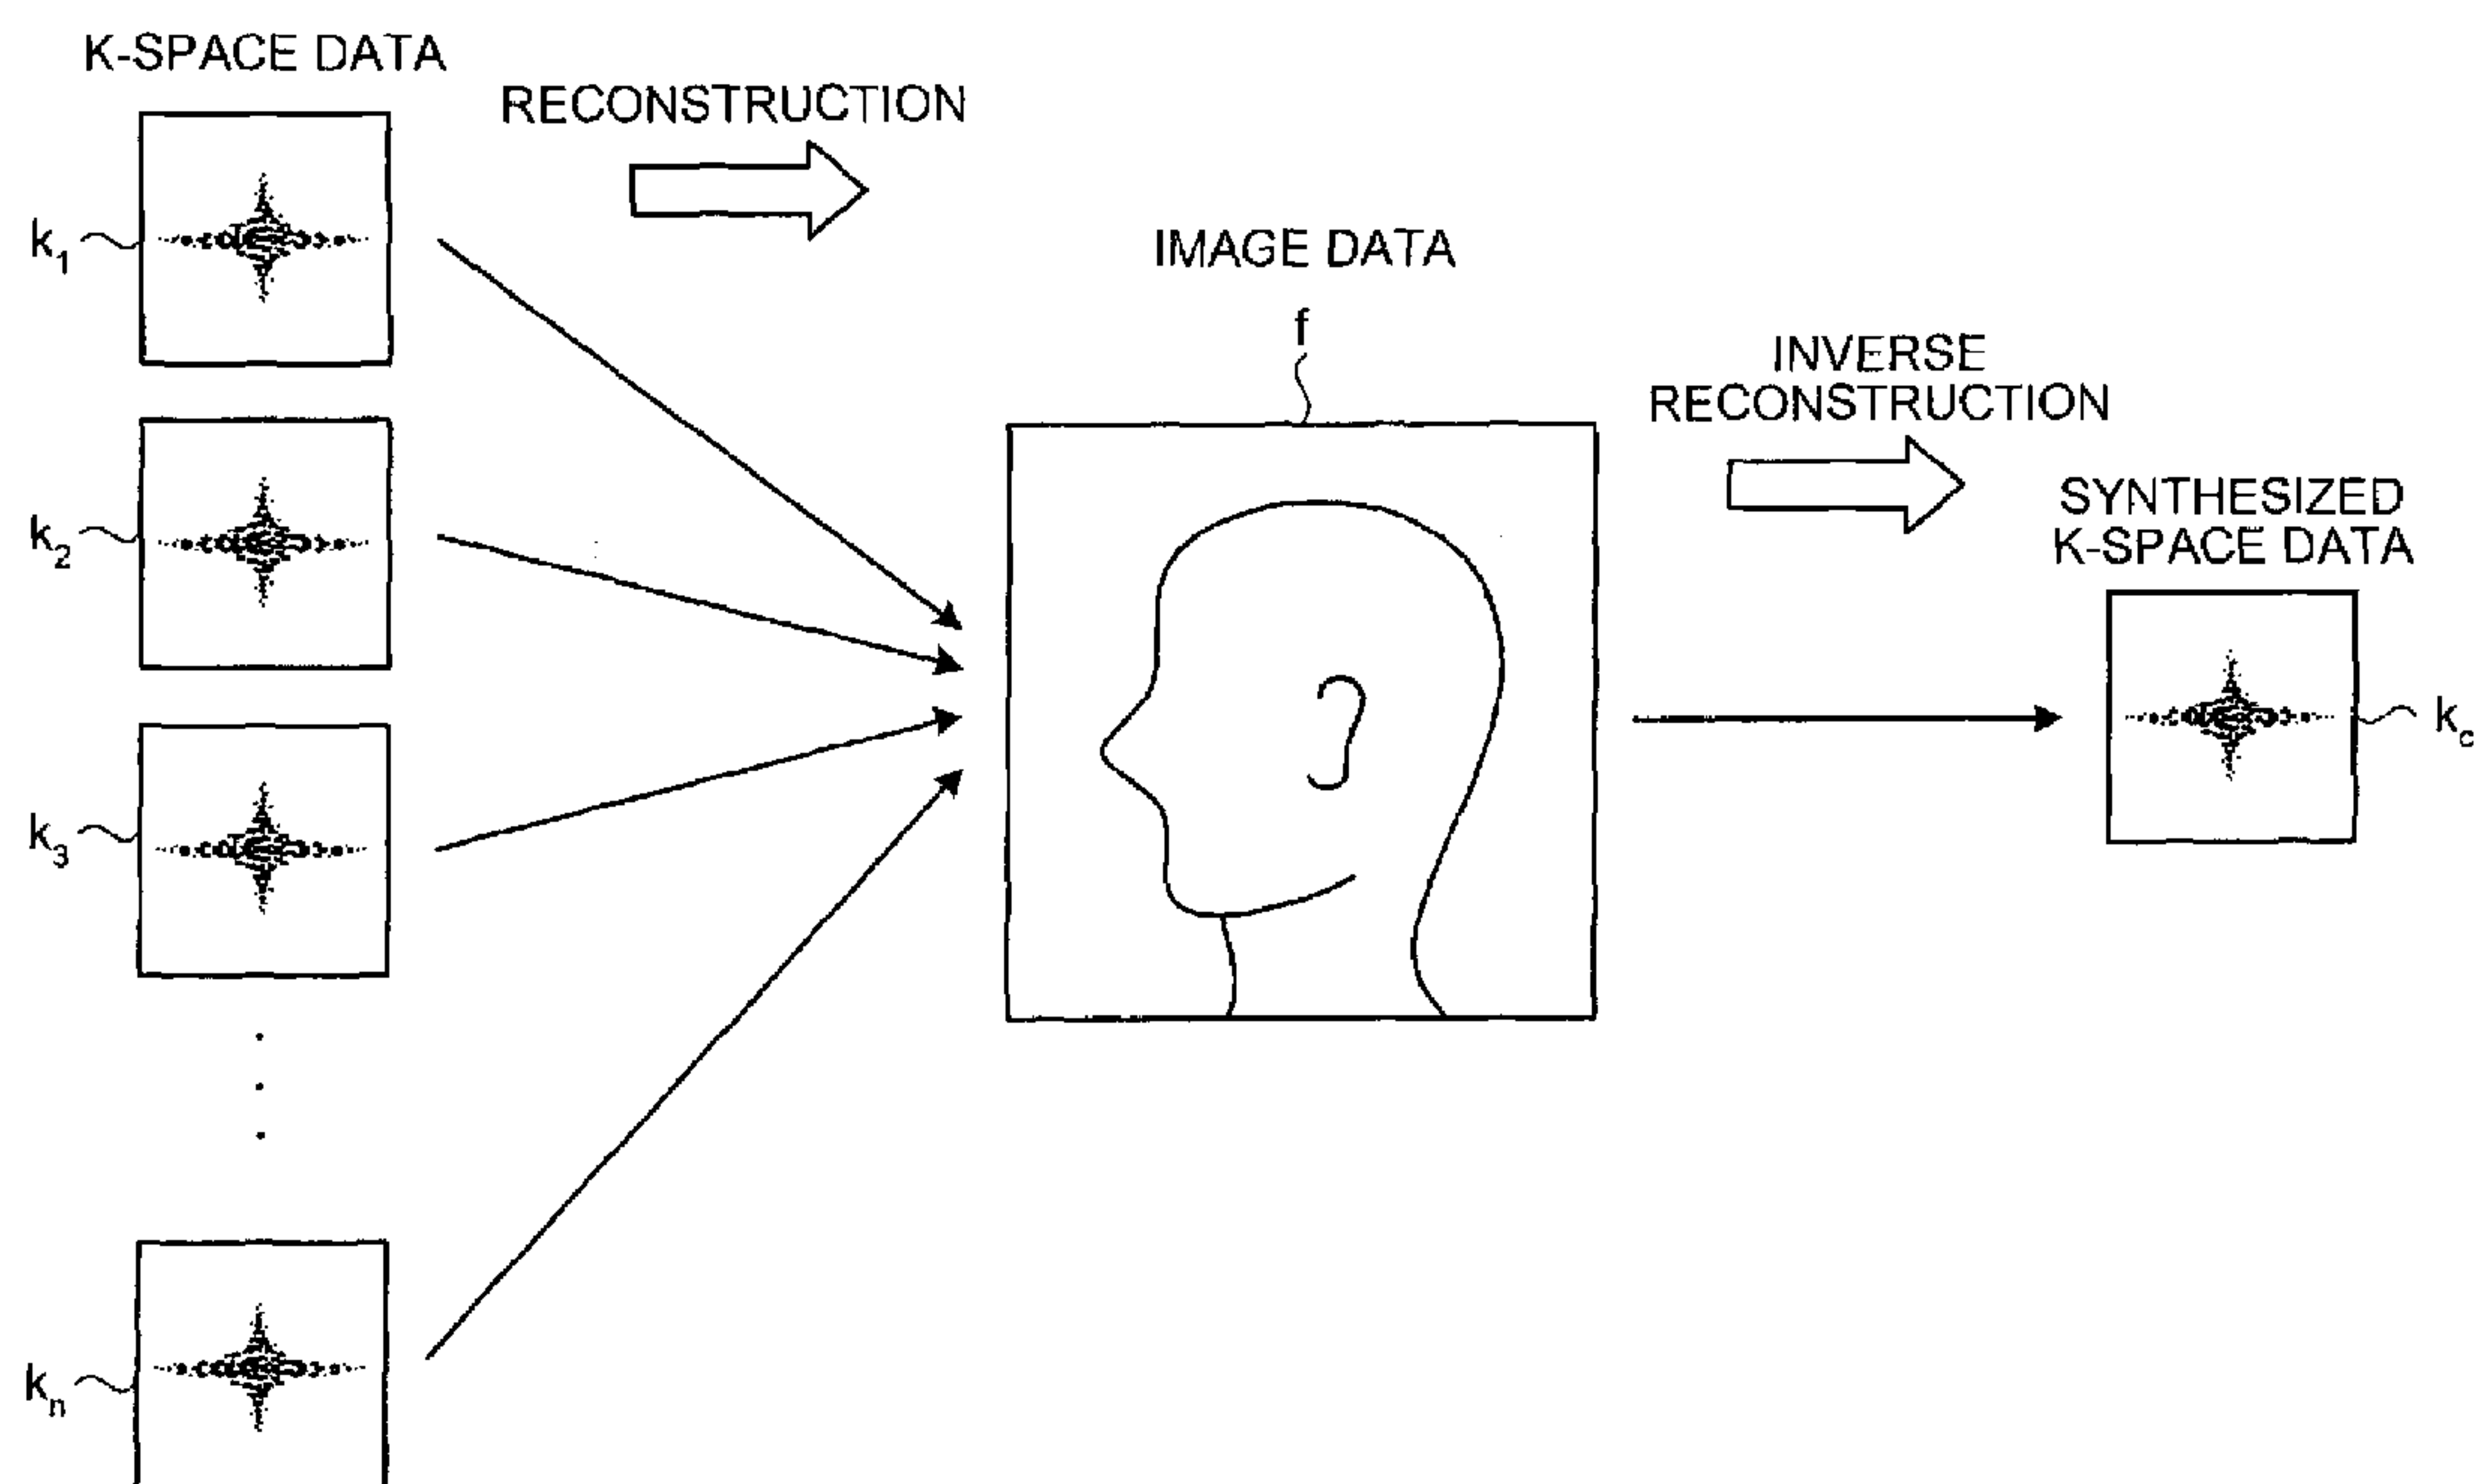 K-SPACE DATA
RECONSTRUCTION
k1
k2
k3
kn
IMAGE DATA
f
INVERSE
RECONSTRUCTION
SYNTHESIZED
K-SPACE DATA
kc